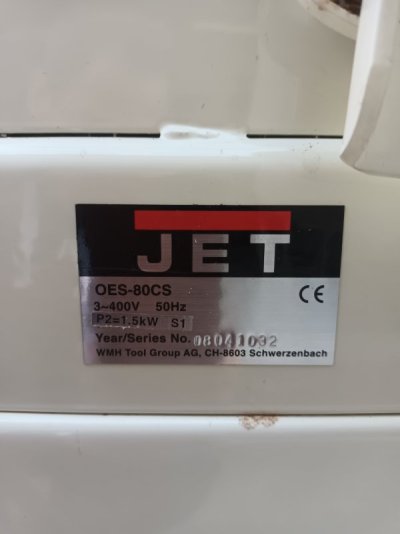 JET
OES-80CS
CE
3~400V 50Hz
P2=1.5kW S1
Year/Series No. 08041092
WMH Tool Group AG, CH-8603 Schwerzenbach